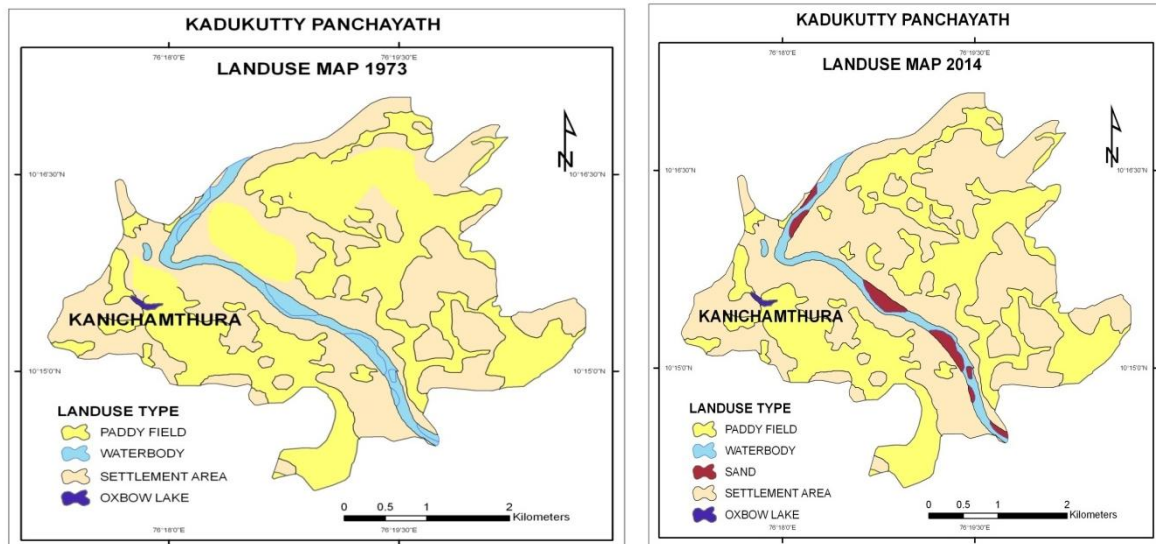 KADUKUTTY PANCHAYATH
76°18'0"E 76°19'30"E
LANDUSE MAP 1973
N
10°16'30"N 10°16'30"N
KANICHAMTHURA
10°15'0"N 10°15'0"N
LANDUSE TYPE
PADDY FIELD
WATERBODY
SETTLEMENT AREA
OXBOW LAKE
0 0.5 1 2
Kilometers
76°18'0"E 76°19'30"E
KADUKUTTY PANCHAYATH
76°18'0"E 76°19'30"E
LANDUSE MAP 2014
N
10°16'30"N 10°16'30"N
KANICHAMTHURA
10°15'0"N 10°15'0"N
LANDUSE TYPE
PADDY FIELD
WATERBODY
SAND
SETTLEMENT AREA
OXBOW LAKE
0 0.5 1 2
Kilometers
76°18'0"E 76°19'30"E